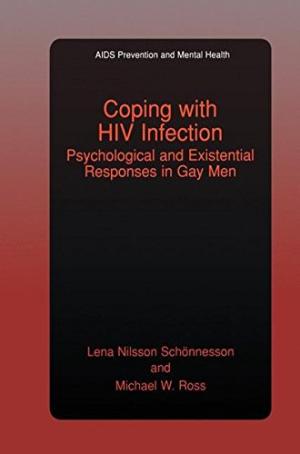 AIDS Prevention and Mental Health
Coping with
HIV Infection
Psychological and Existential
Responses in Gay Men
Lena Nilsson Schönnesson
and
Michael W. Ross